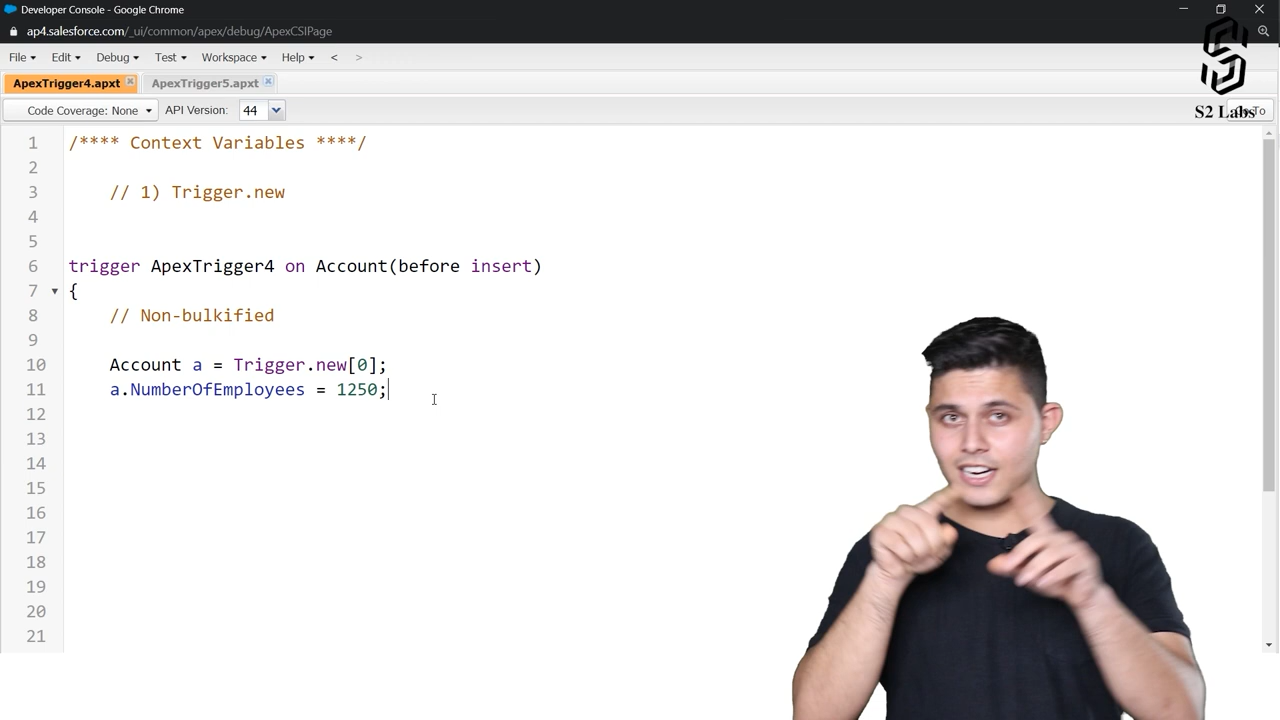 Developer Console - Google Chrome
ap4.salesforce.com/_ui/common/apex/debug/ApexCSIPage
File Edit Debug Test Workspace Help < >
ApexTrigger4.apxt ApexTrigger5.apxt
Code Coverage: None API Version: 44
S2 Labs To
1 /**** Context Variables ****/
2
3 // 1) Trigger.new
4
5
6 trigger ApexTrigger4 on Account(before insert)
7 {
8 // Non-bulkified
9
10 Account a = Trigger.new[0];
11 a.NumberOfEmployees = 1250;
12
13
14
15
16
17
18
19
20
21